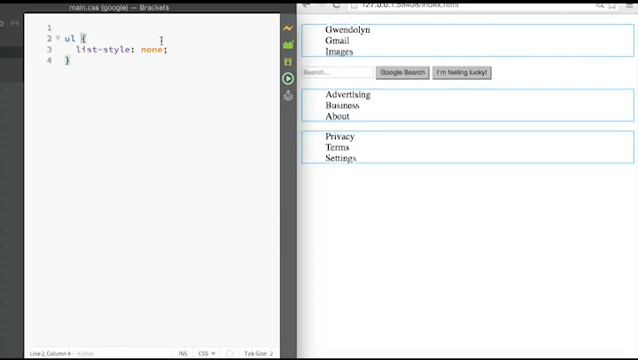 main.css (google) — Brackets
1
2 ul {
3 list-style: none;
4 }
Line 2, Column 4
INS CSS Tab Size: 2
Gwendolyn
Gmail
Images
Search... Google Search I'm feeling lucky!
Advertising
Business
About
Privacy
Terms
Settings